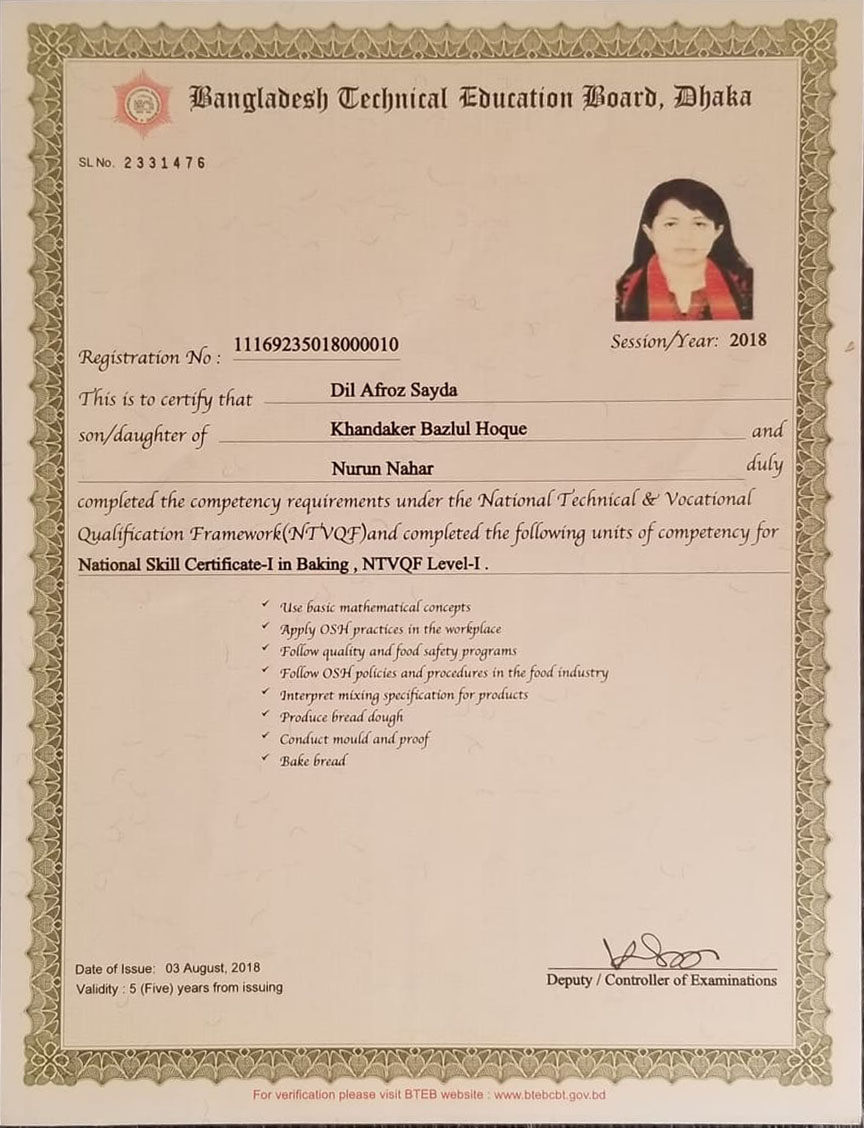 Bangladesh Technical Education Board, Dhaka
SL No. 2331476
Session/Year: 2018
Registration No : 11169235018000010
This is to certify that Dil Afroz Sayda
son/daughter of Khandaker Bazlul Hoque and
Nurun Nahar duly
completed the competency requirements under the National Technical & Vocational
Qualification Framework(NTVQF)and completed the following units of competency for
National Skill Certificate-I in Baking , NTVQF Level-I .
✓ Use basic mathematical concepts
✓ Apply OSH practices in the workplace
✓ Follow quality and food safety programs
✓ Follow OSH policies and procedures in the food industry
✓ Interpret mixing specification for products
✓ Produce bread dough
✓ Conduct mould and proof
✓ Bake bread
Date of Issue: 03 August, 2018
Validity : 5 (Five) years from issuing
Deputy / Controller of Examinations
For verification please visit BTEB website : www.btebcbt.gov.bd